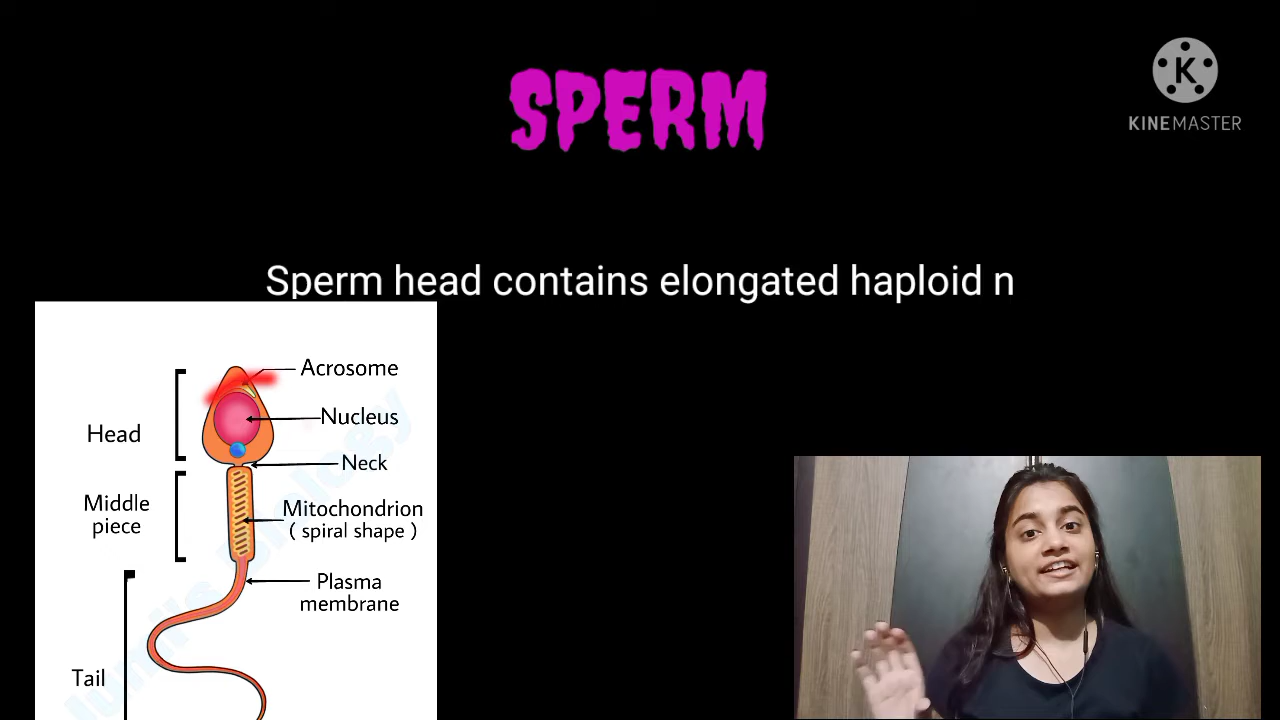 SPERM
K
KINEMASTER
Sperm head contains elongated haploid n
Acrosome
Nucleus
Head
Neck
Middle
piece
Mitochondrion
( spiral shape )
Plasma
membrane
Tail